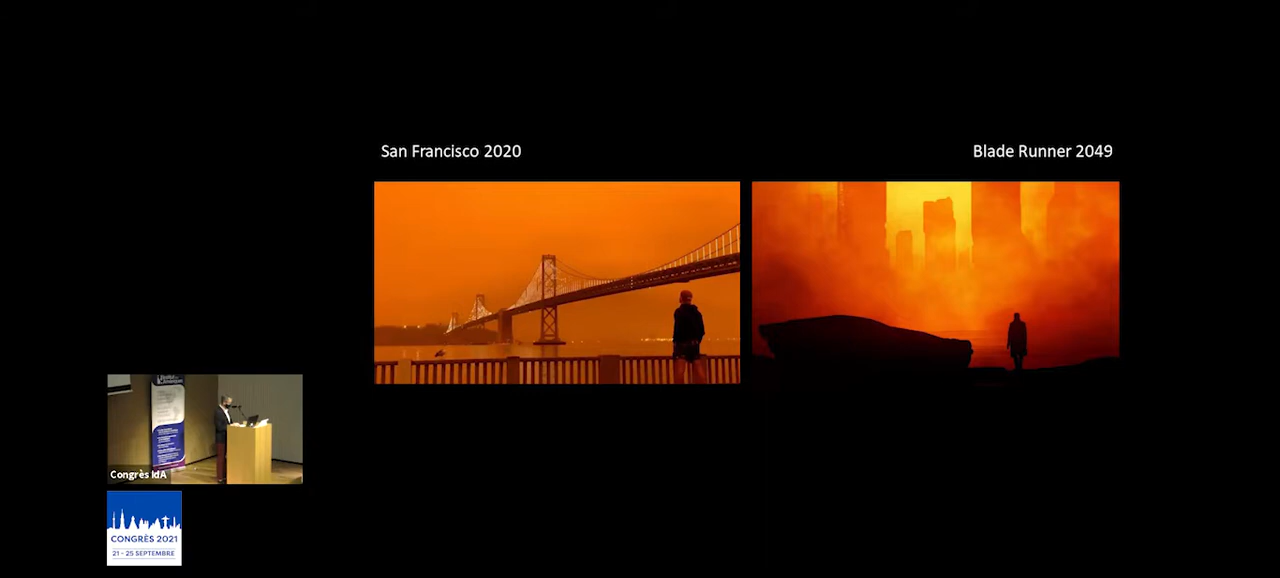 San Francisco 2020
Blade Runner 2049
Congrès IdA
CONGRÈS 2021
21 - 25 SEPTEMBRE